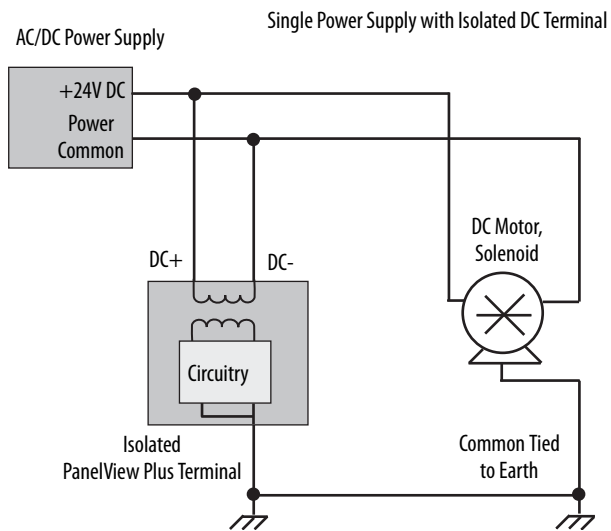 Single Power Supply with Isolated DC Terminal
AC/DC Power Supply
+24V DC
Power
Common
DC Motor,
Solenoid
DC+
DC-
Circuitry
Isolated
PanelView Plus Terminal
Common Tied
to Earth